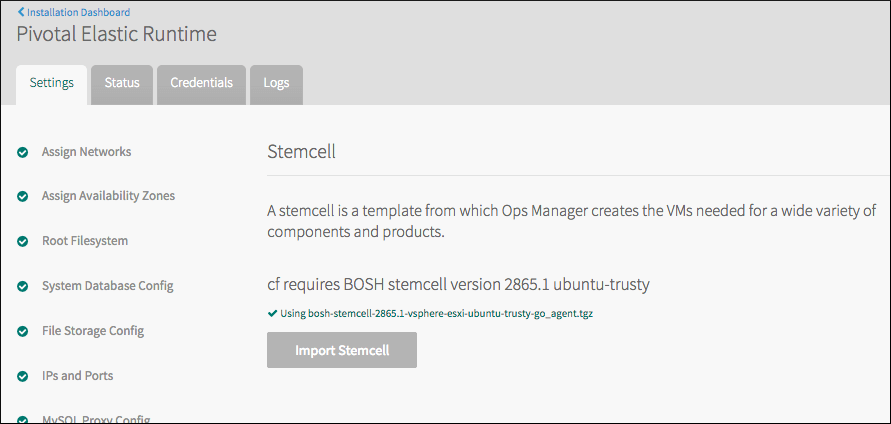 Installation Dashboard
Pivotal Elastic Runtime
Settings
Status
Credentials
Logs
Assign Networks
Assign Availability Zones
Root Filesystem
System Database Config
File Storage Config
IPs and Ports
MySQL Proxy Config
Stemcell
A stemcell is a template from which Ops Manager creates the VMs needed for a wide variety of
components and products.
cf requires BOSH stemcell version 2865.1 ubuntu-trusty
Using bosh-stemcell-2865.1-vsphere-esxi-ubuntu-trusty-go_agent.tgz
Import Stemcell